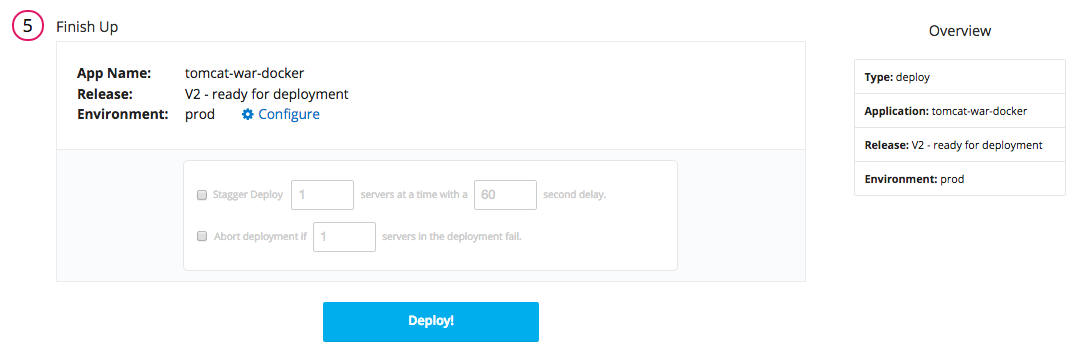 5 Finish Up
App Name: tomcat-war-docker
Release: V2 - ready for deployment
Environment: prod Configure
Stagger Deploy 1 servers at a time with a 60 second delay.
Abort deployment if 1 servers in the deployment fail.
Deploy!
Overview
Type: deploy
Application: tomcat-war-docker
Release: V2 - ready for deployment
Environment: prod